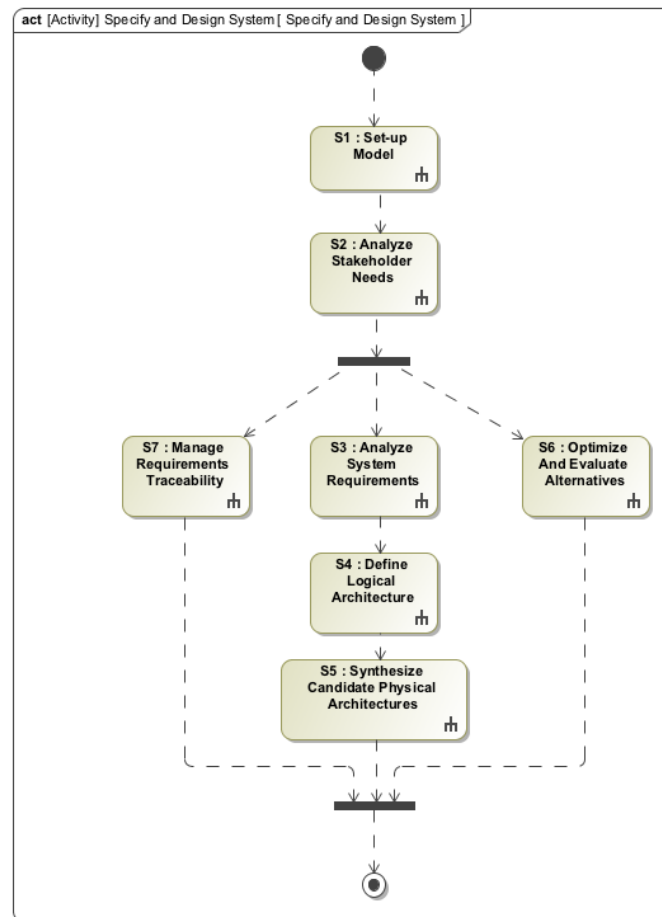 act [Activity] Specify and Design System [ Specify and Design System ]
S1 : Set-up
Model
S2 : Analyze
Stakeholder
Needs
S7 : Manage
Requirements
Traceability
S3 : Analyze
System
Requirements
S6 : Optimize
And Evaluate
Alternatives
S4 : Define
Logical
Architecture
S5 : Synthesize
Candidate Physical
Architectures